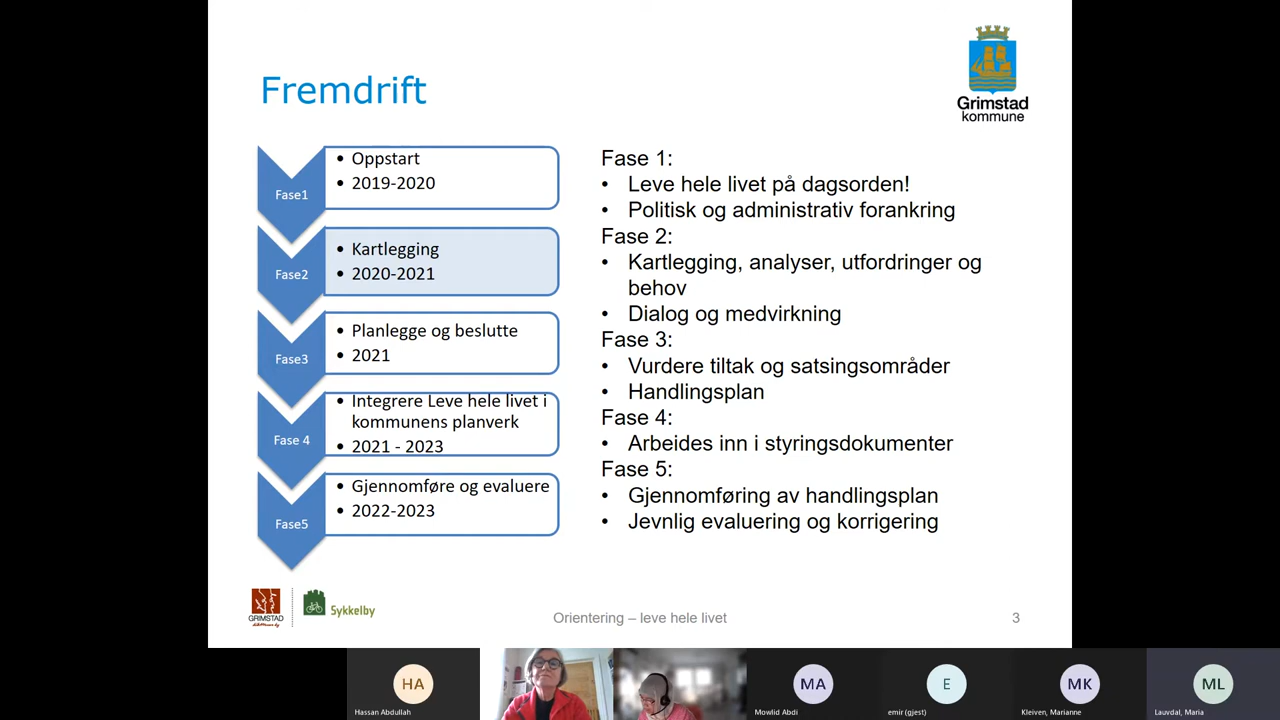 Fremdrift
Grimstad
kommune
Fase1
• Oppstart
• 2019-2020
Fase2
• Kartlegging
• 2020-2021
Fase3
• Planlegge og beslutte
• 2021
Fase 4
• Integrere Leve hele livet i
kommunens planverk
• 2021 - 2023
Fase5
• Gjennomføre og evaluere
• 2022-2023
Fase 1:
• Leve hele livet på dagsorden!
• Politisk og administrativ forankring
Fase 2:
• Kartlegging, analyser, utfordringer og
behov
• Dialog og medvirkning
Fase 3:
• Vurdere tiltak og satsingsområder
• Handlingsplan
Fase 4:
• Arbeides inn i styringsdokumenter
Fase 5:
• Gjennomføring av handlingsplan
• Jevnlig evaluering og korrigering
GRIMSTAD
Sykkelby
Orientering – leve hele livet
3
HA
Hassan Abdullah
MA
Mowlid Abdi
E
emir (gjest)
MK
Kleiven, Marianne
ML
Lauvdal, Maria